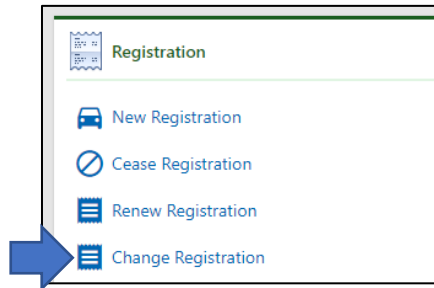 Registration
New Registration
Cease Registration
Renew Registration
Change Registration